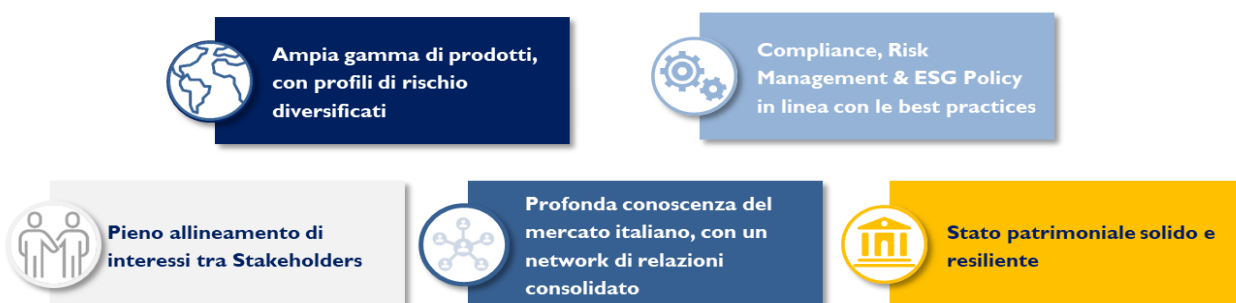 Ampia gamma di prodotti,
con profili di rischio
diversificati
Compliance, Risk
Management & ESG Policy
in linea con le best practices
Pieno allineamento di
interessi tra Stakeholders
Profonda conoscenza del
mercato italiano, con un
network di relazioni
consolidato
Stato patrimoniale solido e
resiliente